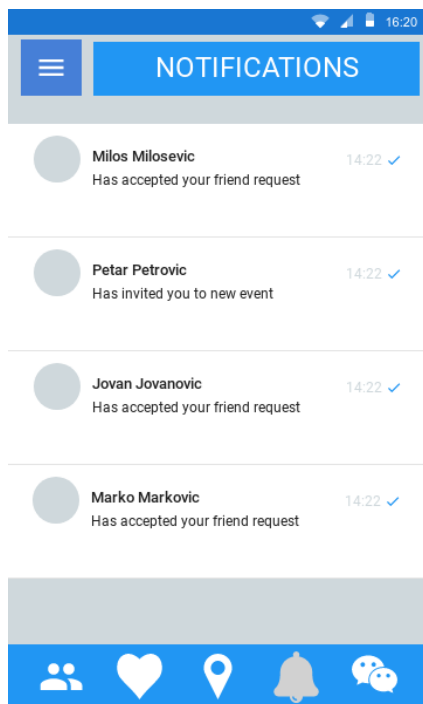 16:20
NOTIFICATIONS
Milos Milosevic
14:22
Has accepted your friend request
Petar Petrovic
14:22
Has invited you to new event
Jovan Jovanovic
14:22
Has accepted your friend request
Marko Markovic
14:22
Has accepted your friend request